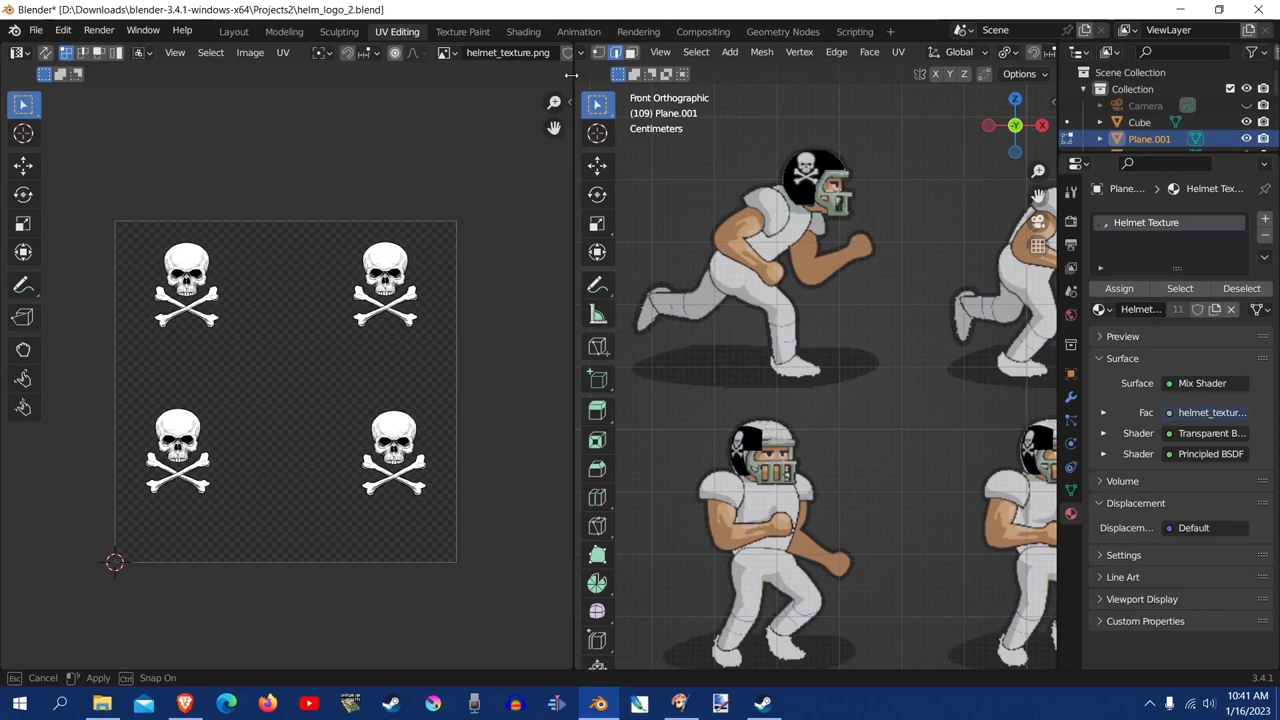 Blender* [D:\Downloads\blender-3.4.1-windows-x64\Projects2\helm_logo_2.blend]
File Edit Render Window Help Layout Modeling Sculpting UV Editing Texture Paint Shading Animation Rendering Compositing Geometry Nodes Scripting Scene ViewLayer
View Select Image UV helmet_texture.png View Select Add Mesh Vertex Edge Face UV Global
X Y Z Options
Scene Collection
Collection
Camera
Cube
Plane.001
Front Orthographic
(109) Plane.001
Centimeters
Z
-Y
X
Plane.... Helmet Tex...
Helmet Texture
Assign Select Deselect
Helmet... 11
Preview
Surface
Surface Mix Shader
Fac helmet_textur...
Shader Transparent B...
Shader Principled BSDF
Volume
Displacement
Displacem... Default
Settings
Line Art
Viewport Display
Custom Properties
Esc Cancel Apply Ctrl Snap On 3.4.1
10:41 AM
1/16/2023